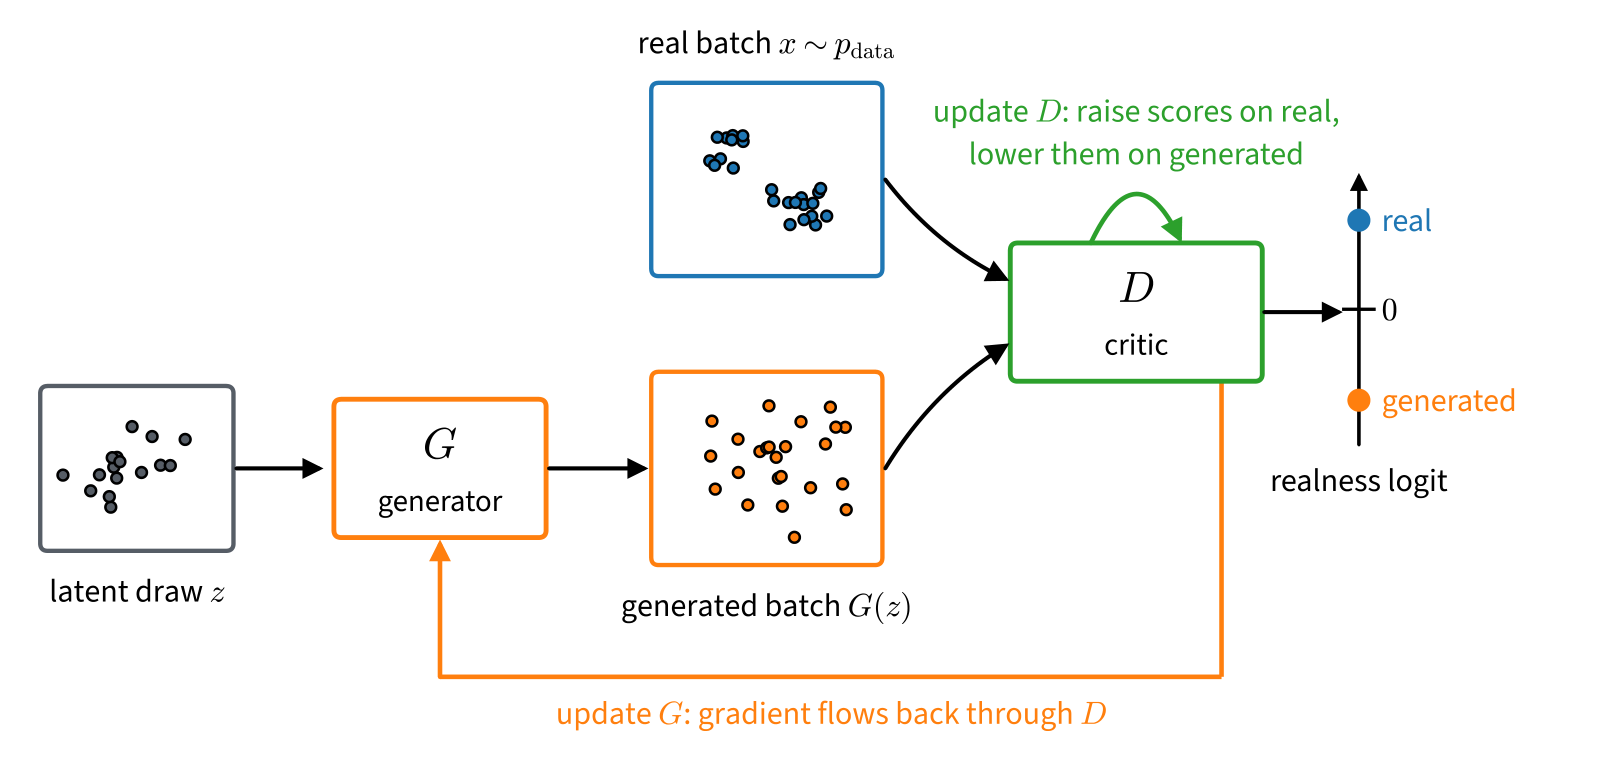 real batch x ∼ p_data
update D: raise scores on real,
lower them on generated
real
D
0
critic
generated
G
generator
realness logit
latent draw z
generated batch G(z)
update G: gradient flows back through D